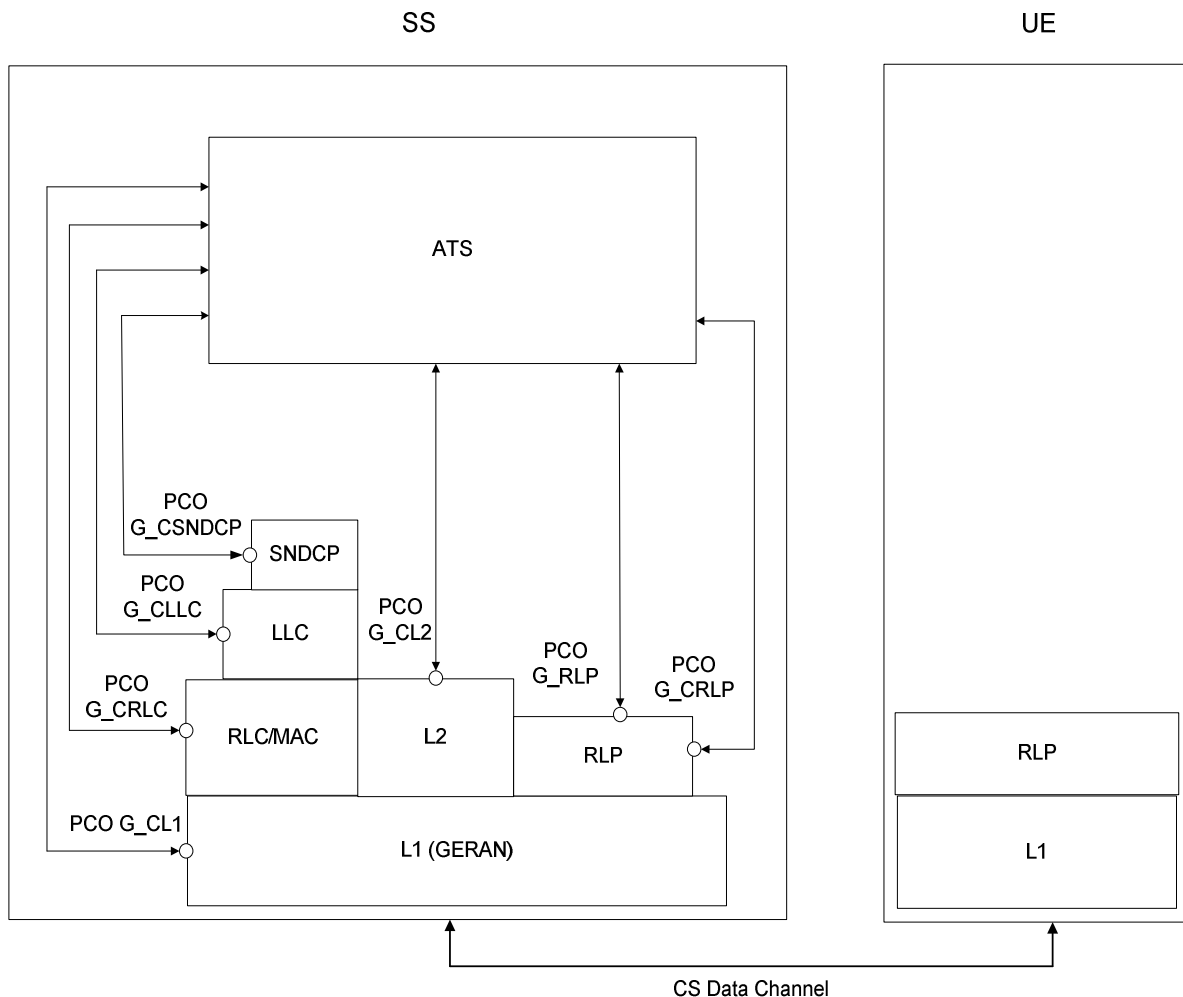 SS
UE
ATS
PCO
G_CSNDCP
SNDCP
PCO
G_CLLC
LLC
PCO
G_CL2
PCO
G_RLP
PCO
G_CRLP
PCO
G_CRLC
RLC/MAC
L2
RLP
RLP
PCO G_CL1
L1 (GERAN)
L1
CS Data Channel